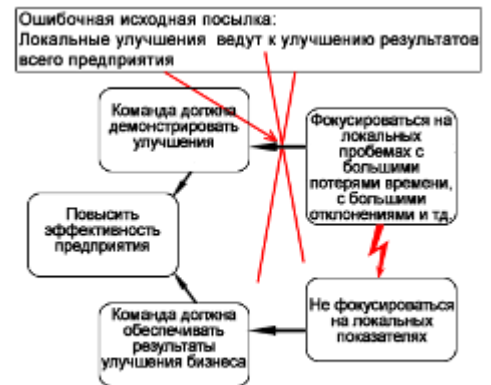 Ошибочная исходная посылка:
Локальные улучшения ведут к улучшению результатов
всего предприятия
Команда должна
демонстрировать
улучшения
Фокусироваться на
локальных
пробемах с
большими
потерями времени,
с большими
отклонениями и тд.
Повысить
эффективность
предприятия
Команда должна
обеспечивать
результаты
улучшения бизнеса
Не фокусироваться
на локальных
показателях